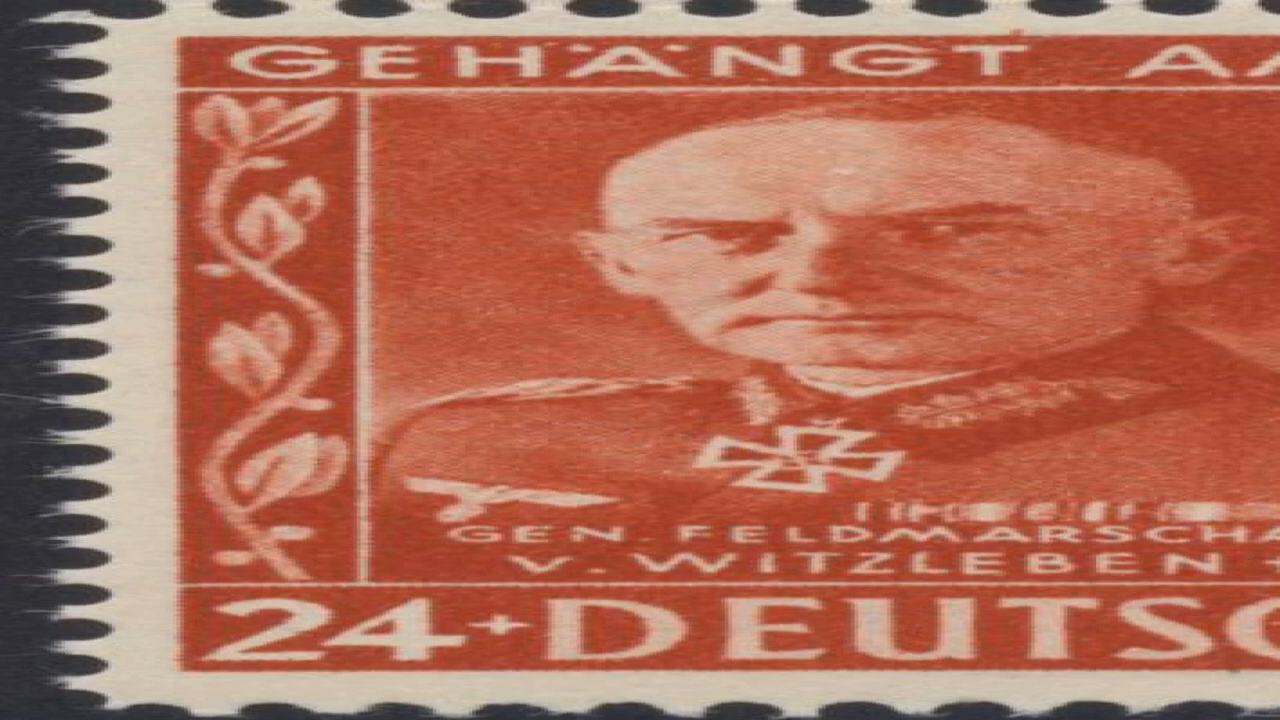 GEHÄNGT A
GEN. FELDMARSCHA
V. WITZLEBEN +
24+ DEUTSC